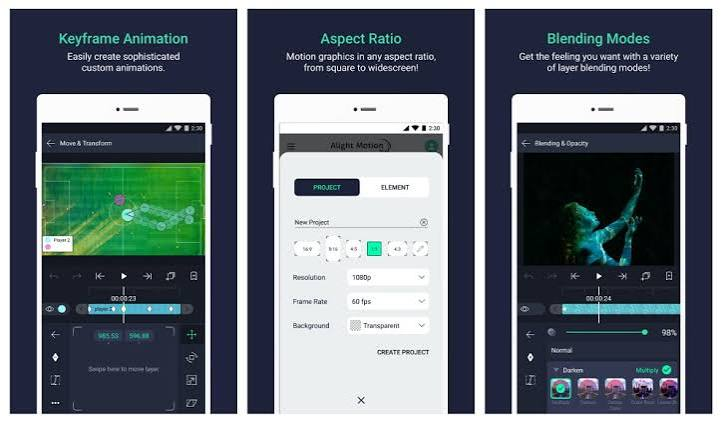 Keyframe Animation
Easily create sophisticated
custom animations.
2:30
Move & Transform
Player 2
00:00:23
player 2
985.53 596.88
Swipe here to move layer
Aspect Ratio
Motion graphics in any aspect ratio,
from square to widescreen!
2:30
Alight Motion
PROJECT ELEMENT
New Project
16:9 9:16 4:5 1:1 4:3
Resolution 1080p
Frame Rate 60 fps
Background Transparent
CREATE PROJECT
Blending Modes
Get the feeling you want with a variety
of layer blending modes!
2:30
Blending & Opacity
00:00:24
98%
Normal
Darken Multiply
Multiply Darken